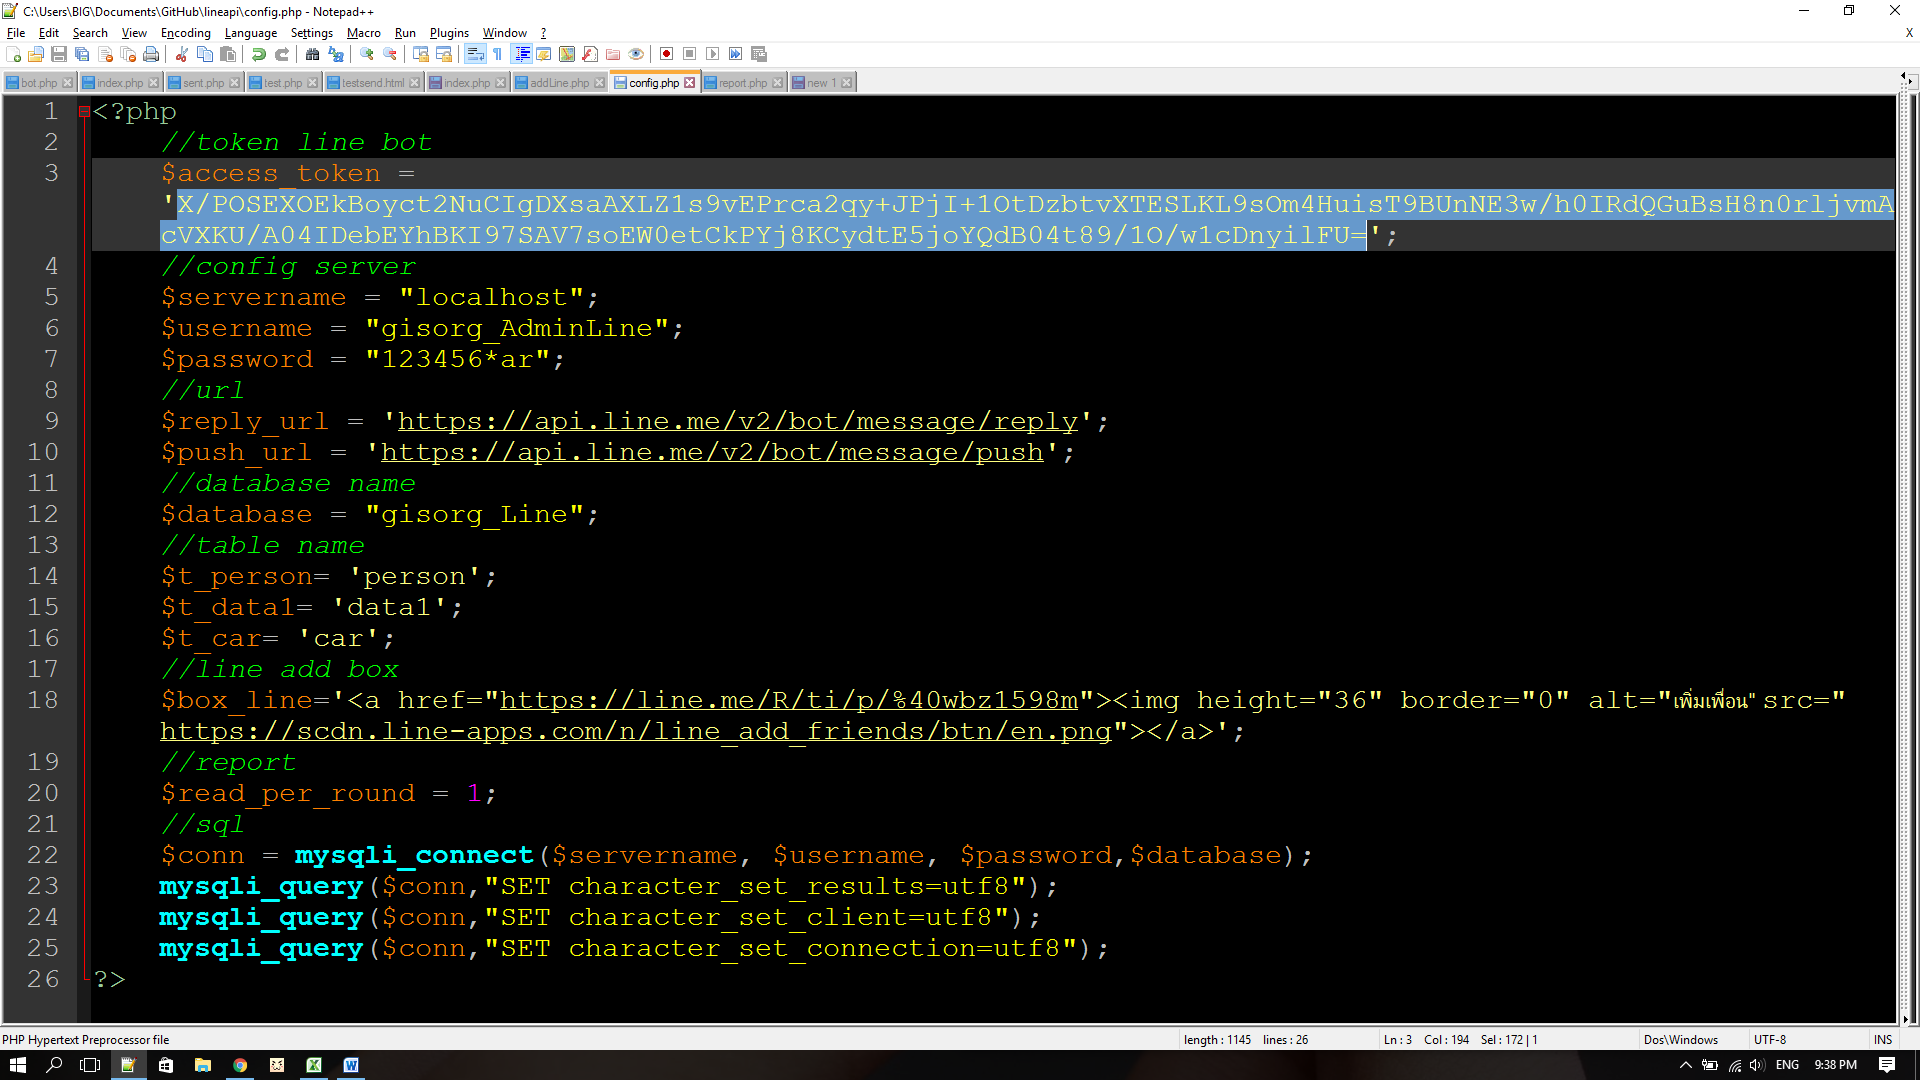 C:\Users\BIG\Documents\GitHub\lineapi\config.php - Notepad++
File Edit Search View Encoding Language Settings Macro Run Plugins Window ? X
bot.php index.php sent.php test.php testsend.html index.php addLine.php config.php report.php new 1
1 <?php
2 //token line bot
3 $access_token =
'X/POSEXOEkBoyct2NuCIgDXsaAXLZ1s9vEPrca2qy+JPjI+1OtDzbtvXTESLKL9sOm4HuisT9BUnNE3w/h0IRdQGuBsH8n0rljvmA
cVXKU/A04IDebEYhBKI97SAV7soEW0etCkPYj8KCydtE5joYQdB04t89/1O/w1cDnyilFU=';
4 //config server
5 $servername = "localhost";
6 $username = "gisorg_AdminLine";
7 $password = "123456*ar";
8 //url
9 $reply_url = 'https://api.line.me/v2/bot/message/reply';
10 $push_url = 'https://api.line.me/v2/bot/message/push';
11 //database name
12 $database = "gisorg_Line";
13 //table name
14 $t_person= 'person';
15 $t_data1= 'data1';
16 $t_car= 'car';
17 //line add box
18 $box_line='<a href="https://line.me/R/ti/p/%40wbz1598m"><img height="36" border="0" alt="เพิ่มเพื่อน" src="
https://scdn.line-apps.com/n/line_add_friends/btn/en.png"></a>';
19 //report
20 $read_per_round = 1;
21 //sql
22 $conn = mysqli_connect($servername, $username, $password,$database);
23 mysqli_query($conn,"SET character_set_results=utf8");
24 mysqli_query($conn,"SET character_set_client=utf8");
25 mysqli_query($conn,"SET character_set_connection=utf8");
26 ?>
PHP Hypertext Preprocessor file length : 1145 lines : 26 Ln : 3 Col : 194 Sel : 172 | 1 Dos\Windows UTF-8 INS
ENG 9:38 PM